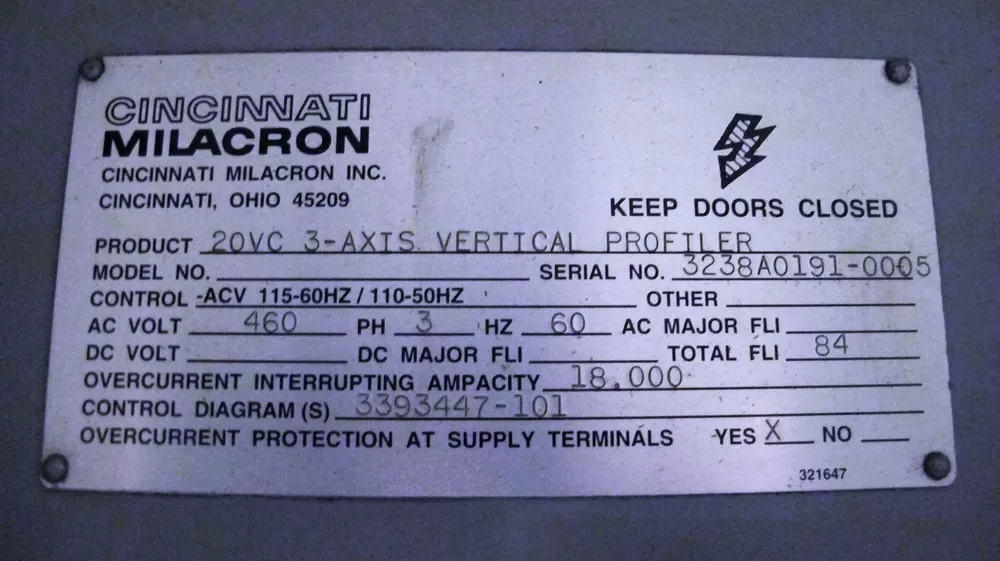 CINCINNATI
MILACRON
CINCINNATI MILACRON INC.
CINCINNATI, OHIO 45209
KEEP DOORS CLOSED
PRODUCT 20VC 3-AXIS VERTICAL PROFILER
MODEL NO. SERIAL NO. 3238A0191-0005
CONTROL ACV 115-60HZ / 110-50HZ OTHER
AC VOLT 460 PH 3 HZ 60 AC MAJOR FLI
DC VOLT DC MAJOR FLI TOTAL FLI 84
OVERCURRENT INTERRUPTING AMPACITY 18,000
CONTROL DIAGRAM (S) 3393447-101
OVERCURRENT PROTECTION AT SUPPLY TERMINALS YES X NO
321647